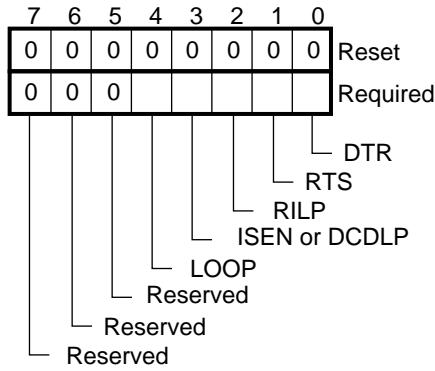 7 6 5 4 3 2 1 0
0 0 0 0 0 0 0 0 Reset
0 0 0 Required
DTR
RTS
RILP
ISEN or DCDLP
LOOP
Reserved
Reserved
Reserved